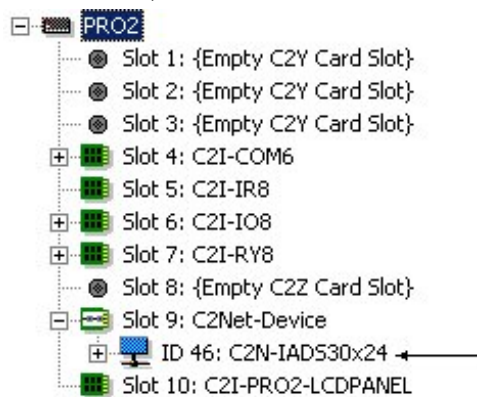 PRO2
Slot 1: {Empty C2Y Card Slot}
Slot 2: {Empty C2Y Card Slot}
Slot 3: {Empty C2Y Card Slot}
Slot 4: C2I-COM6
Slot 5: C2I-IR8
Slot 6: C2I-IO8
Slot 7: C2I-RY8
Slot 8: {Empty C2Z Card Slot}
Slot 9: C2Net-Device
ID 46: C2N-IADS30x24
Slot 10: C2I-PRO2-LCDPANEL